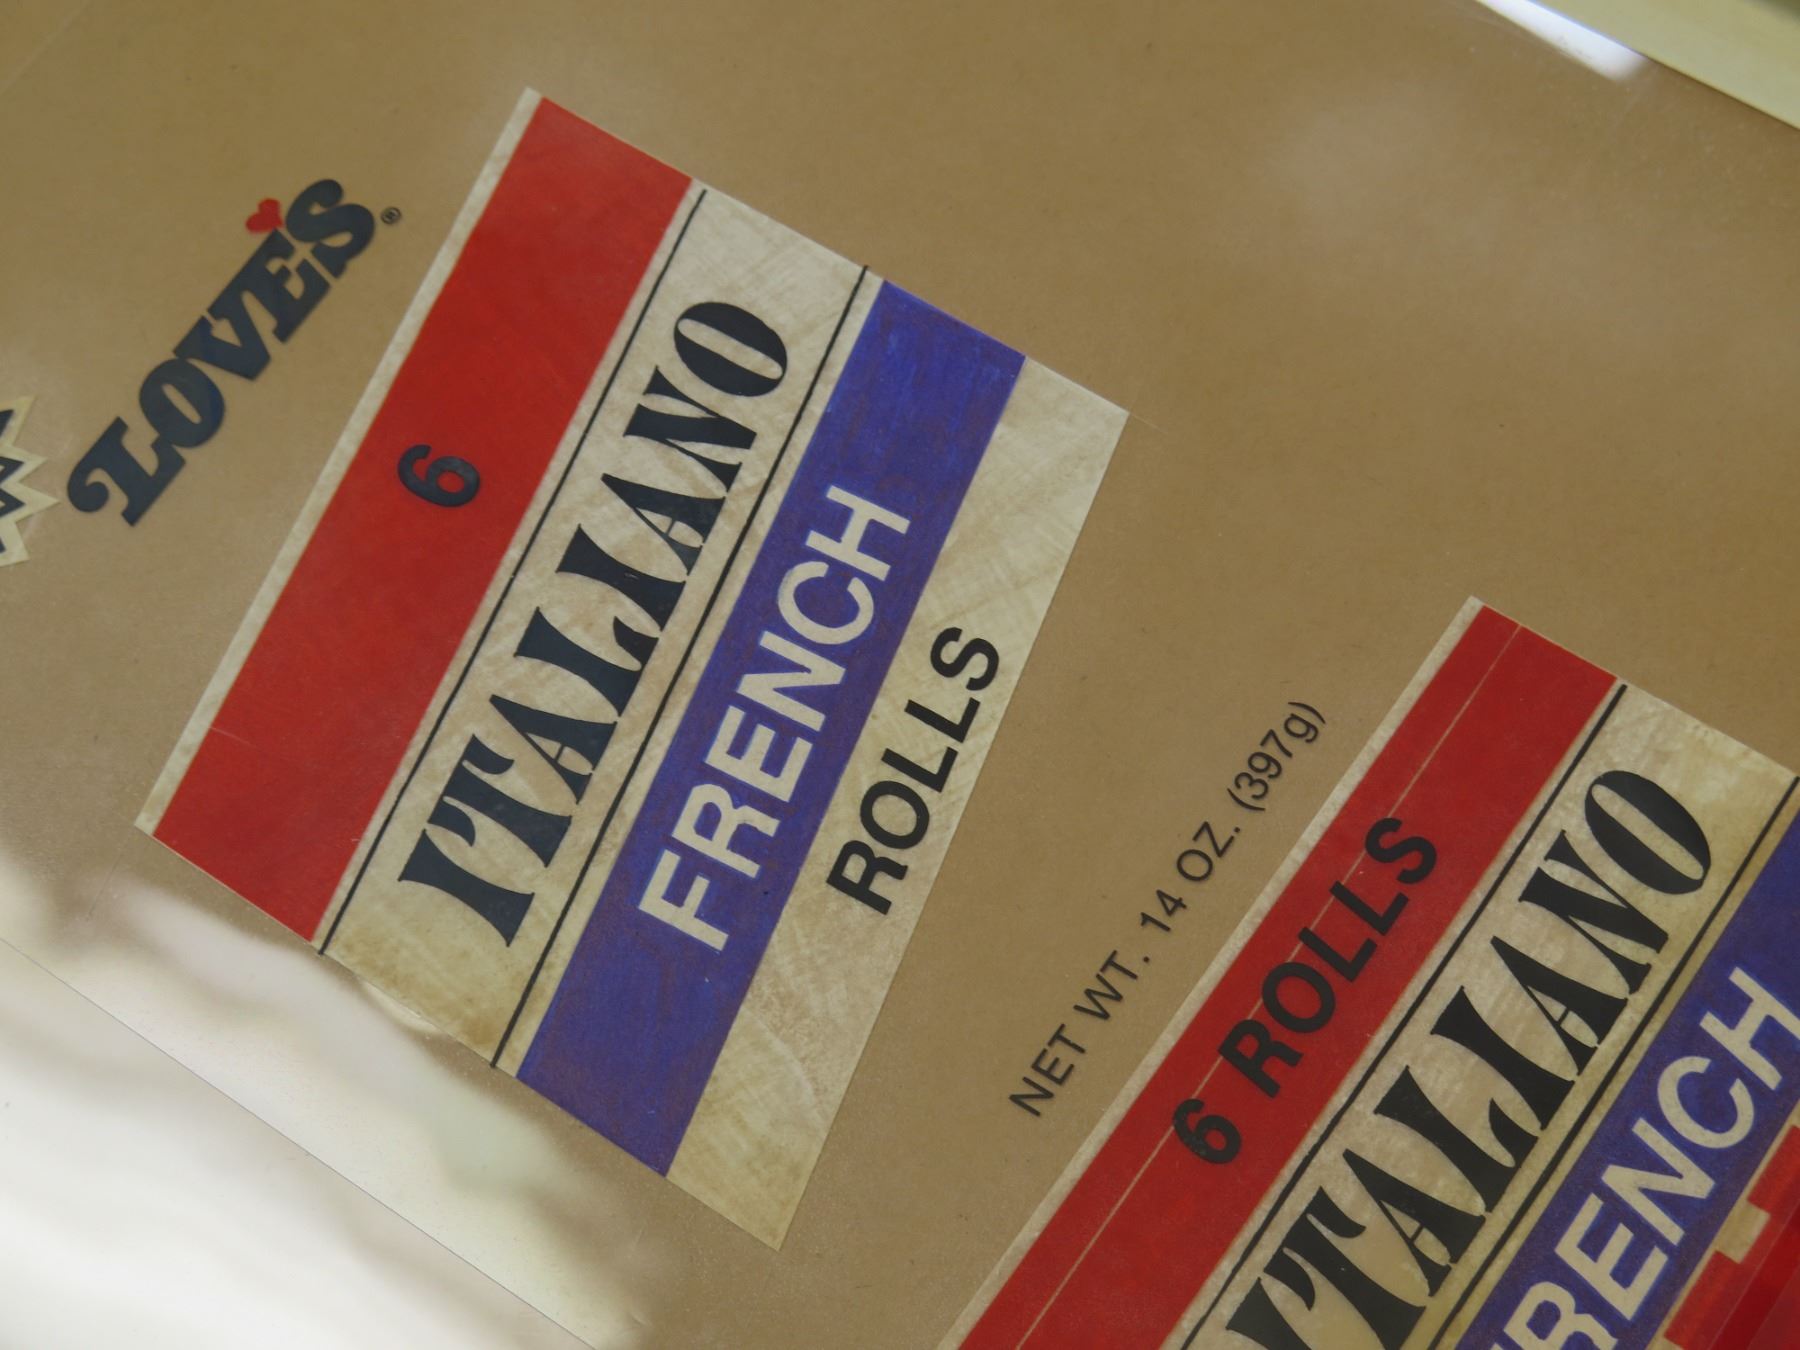 LOVE'S®
6
ITALIANO
FRENCH
ROLLS
NET WT. 14 OZ. (397g)
6 ROLLS
ITALIANO
FRENCH